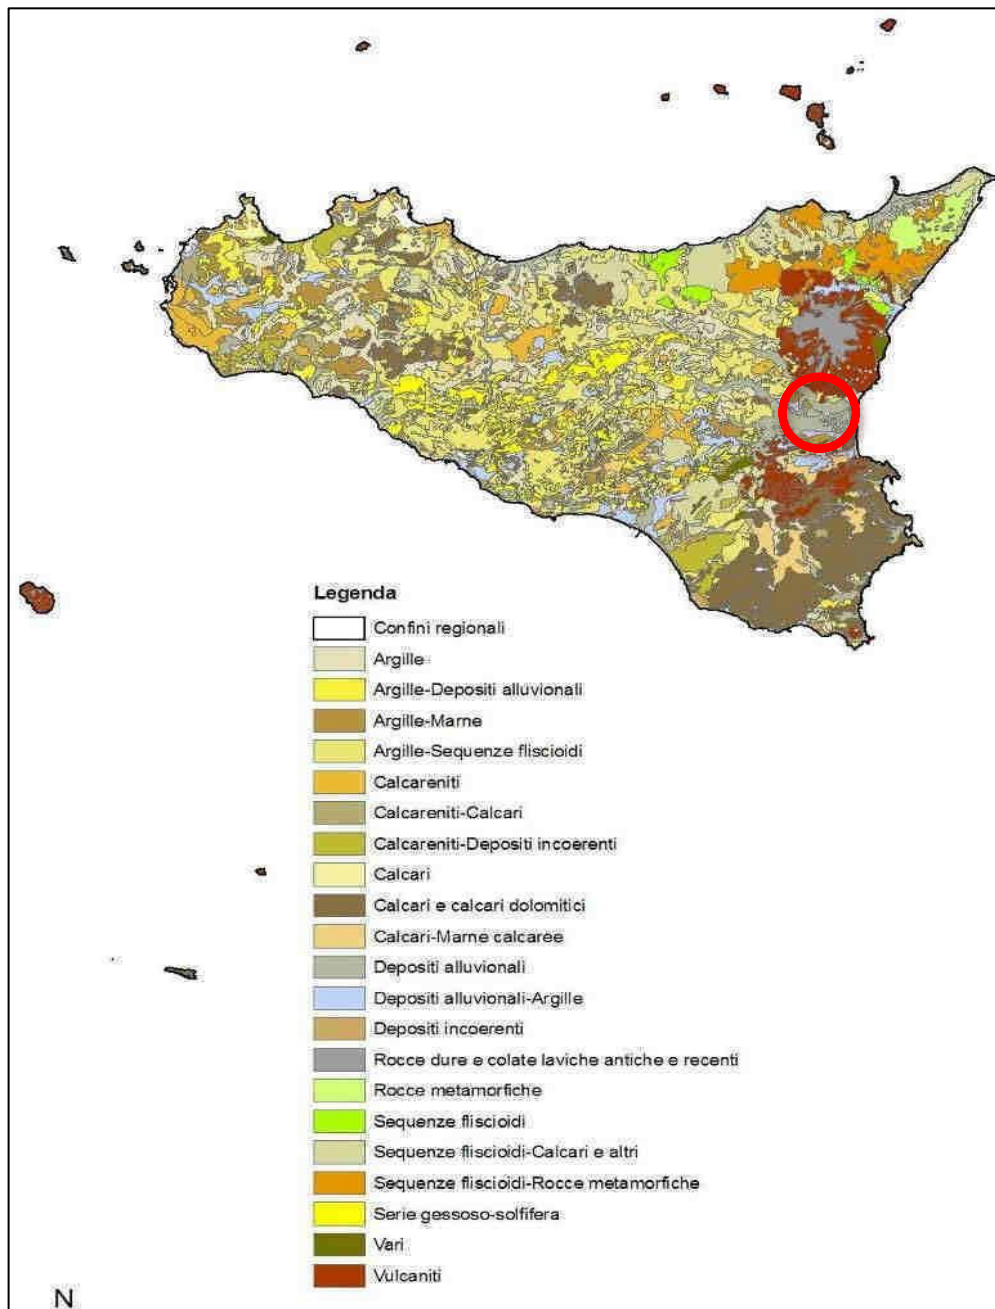 Legenda
Confini regionali
Argille
Argille-Depositi alluvionali
Argille-Marne
Argille-Sequenze fliscioidi
Calcareniti
Calcareniti-Calcari
Calcareniti-Depositi incoerenti
Calcari
Calcari e calcari dolomitici
Calcari-Marne calcaree
Depositi alluvionali
Depositi alluvionali-Argille
Depositi incoerenti
Rocce dure e colate laviche antiche e recenti
Rocce metamorfiche
Sequenze fliscioidi
Sequenze fliscioidi-Calcari e altri
Sequenze fliscioidi-Rocce metamorfiche
Serie gessoso-solfifera
Vari
Vulcaniti
N